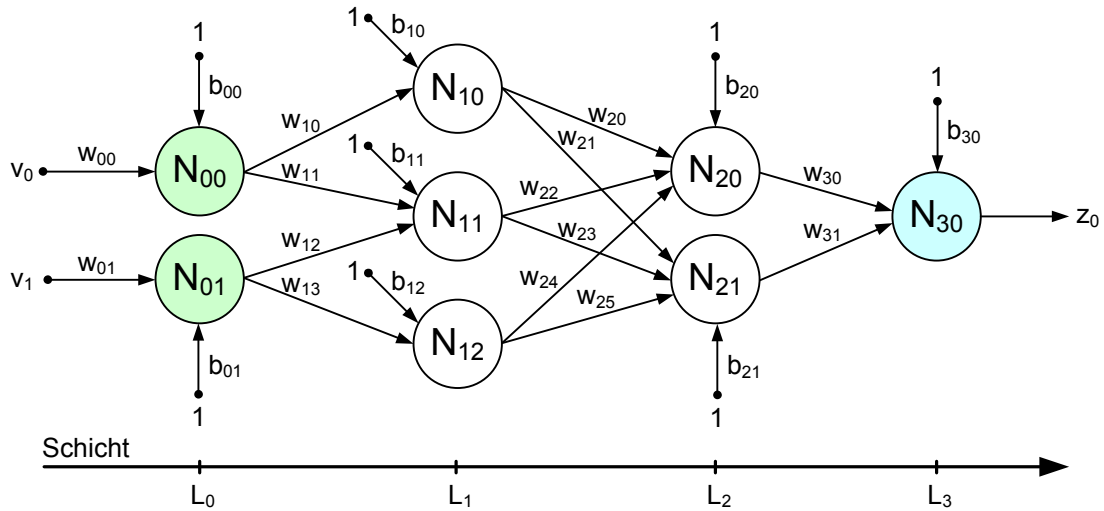 1
b10
1
1
1
b00
N10
b20
b30
w10
w20
w21
v0
w00
N00
1
b11
N20
w30
w11
w22
N11
N30
z0
w12
w23
w31
v1
w01
N01
w13
1
b12
w24
N21
w25
N12
b01
b21
1
1
Schicht
L0
L1
L2
L3